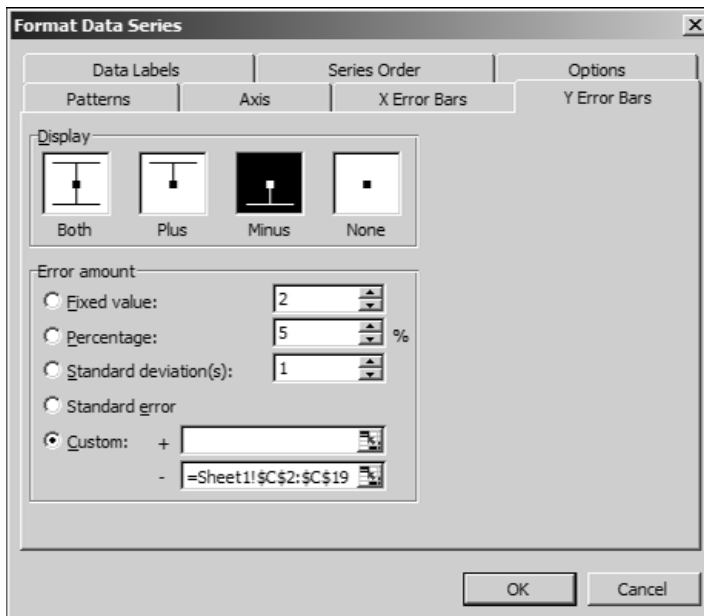 Format Data Series
Data Labels Series Order Options
Patterns Axis X Error Bars Y Error Bars
Display
Both Plus Minus None
Error amount
Fixed value: 2
Percentage: 5 %
Standard deviation(s): 1
Standard error
Custom: +
- =Sheet1!$C$2:$C$19
OK Cancel